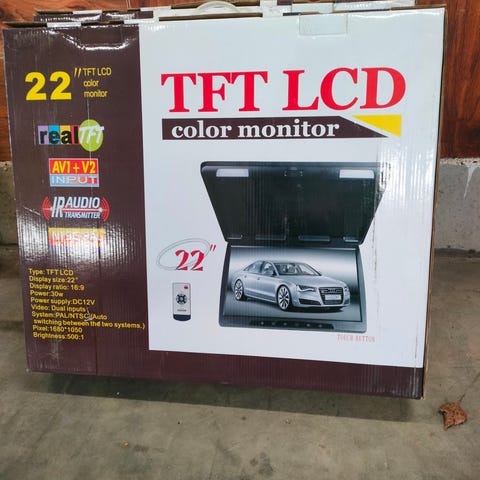 22" TFT LCD
color
monitor
realTFT
AV1+V2
INPUT
IR AUDIO
TRANSMITTER
Type: TFT LCD
Display size:22"
Display ratio: 16:9
Power:30w
Power supply:DC12V
Video: Dual inputs
System:PAL/NTSC(Auto
switching between the two systems.)
Pixel:1680*1050
Brightness:500:1
TFT LCD
color monitor
22"
TOUCH BUTTON